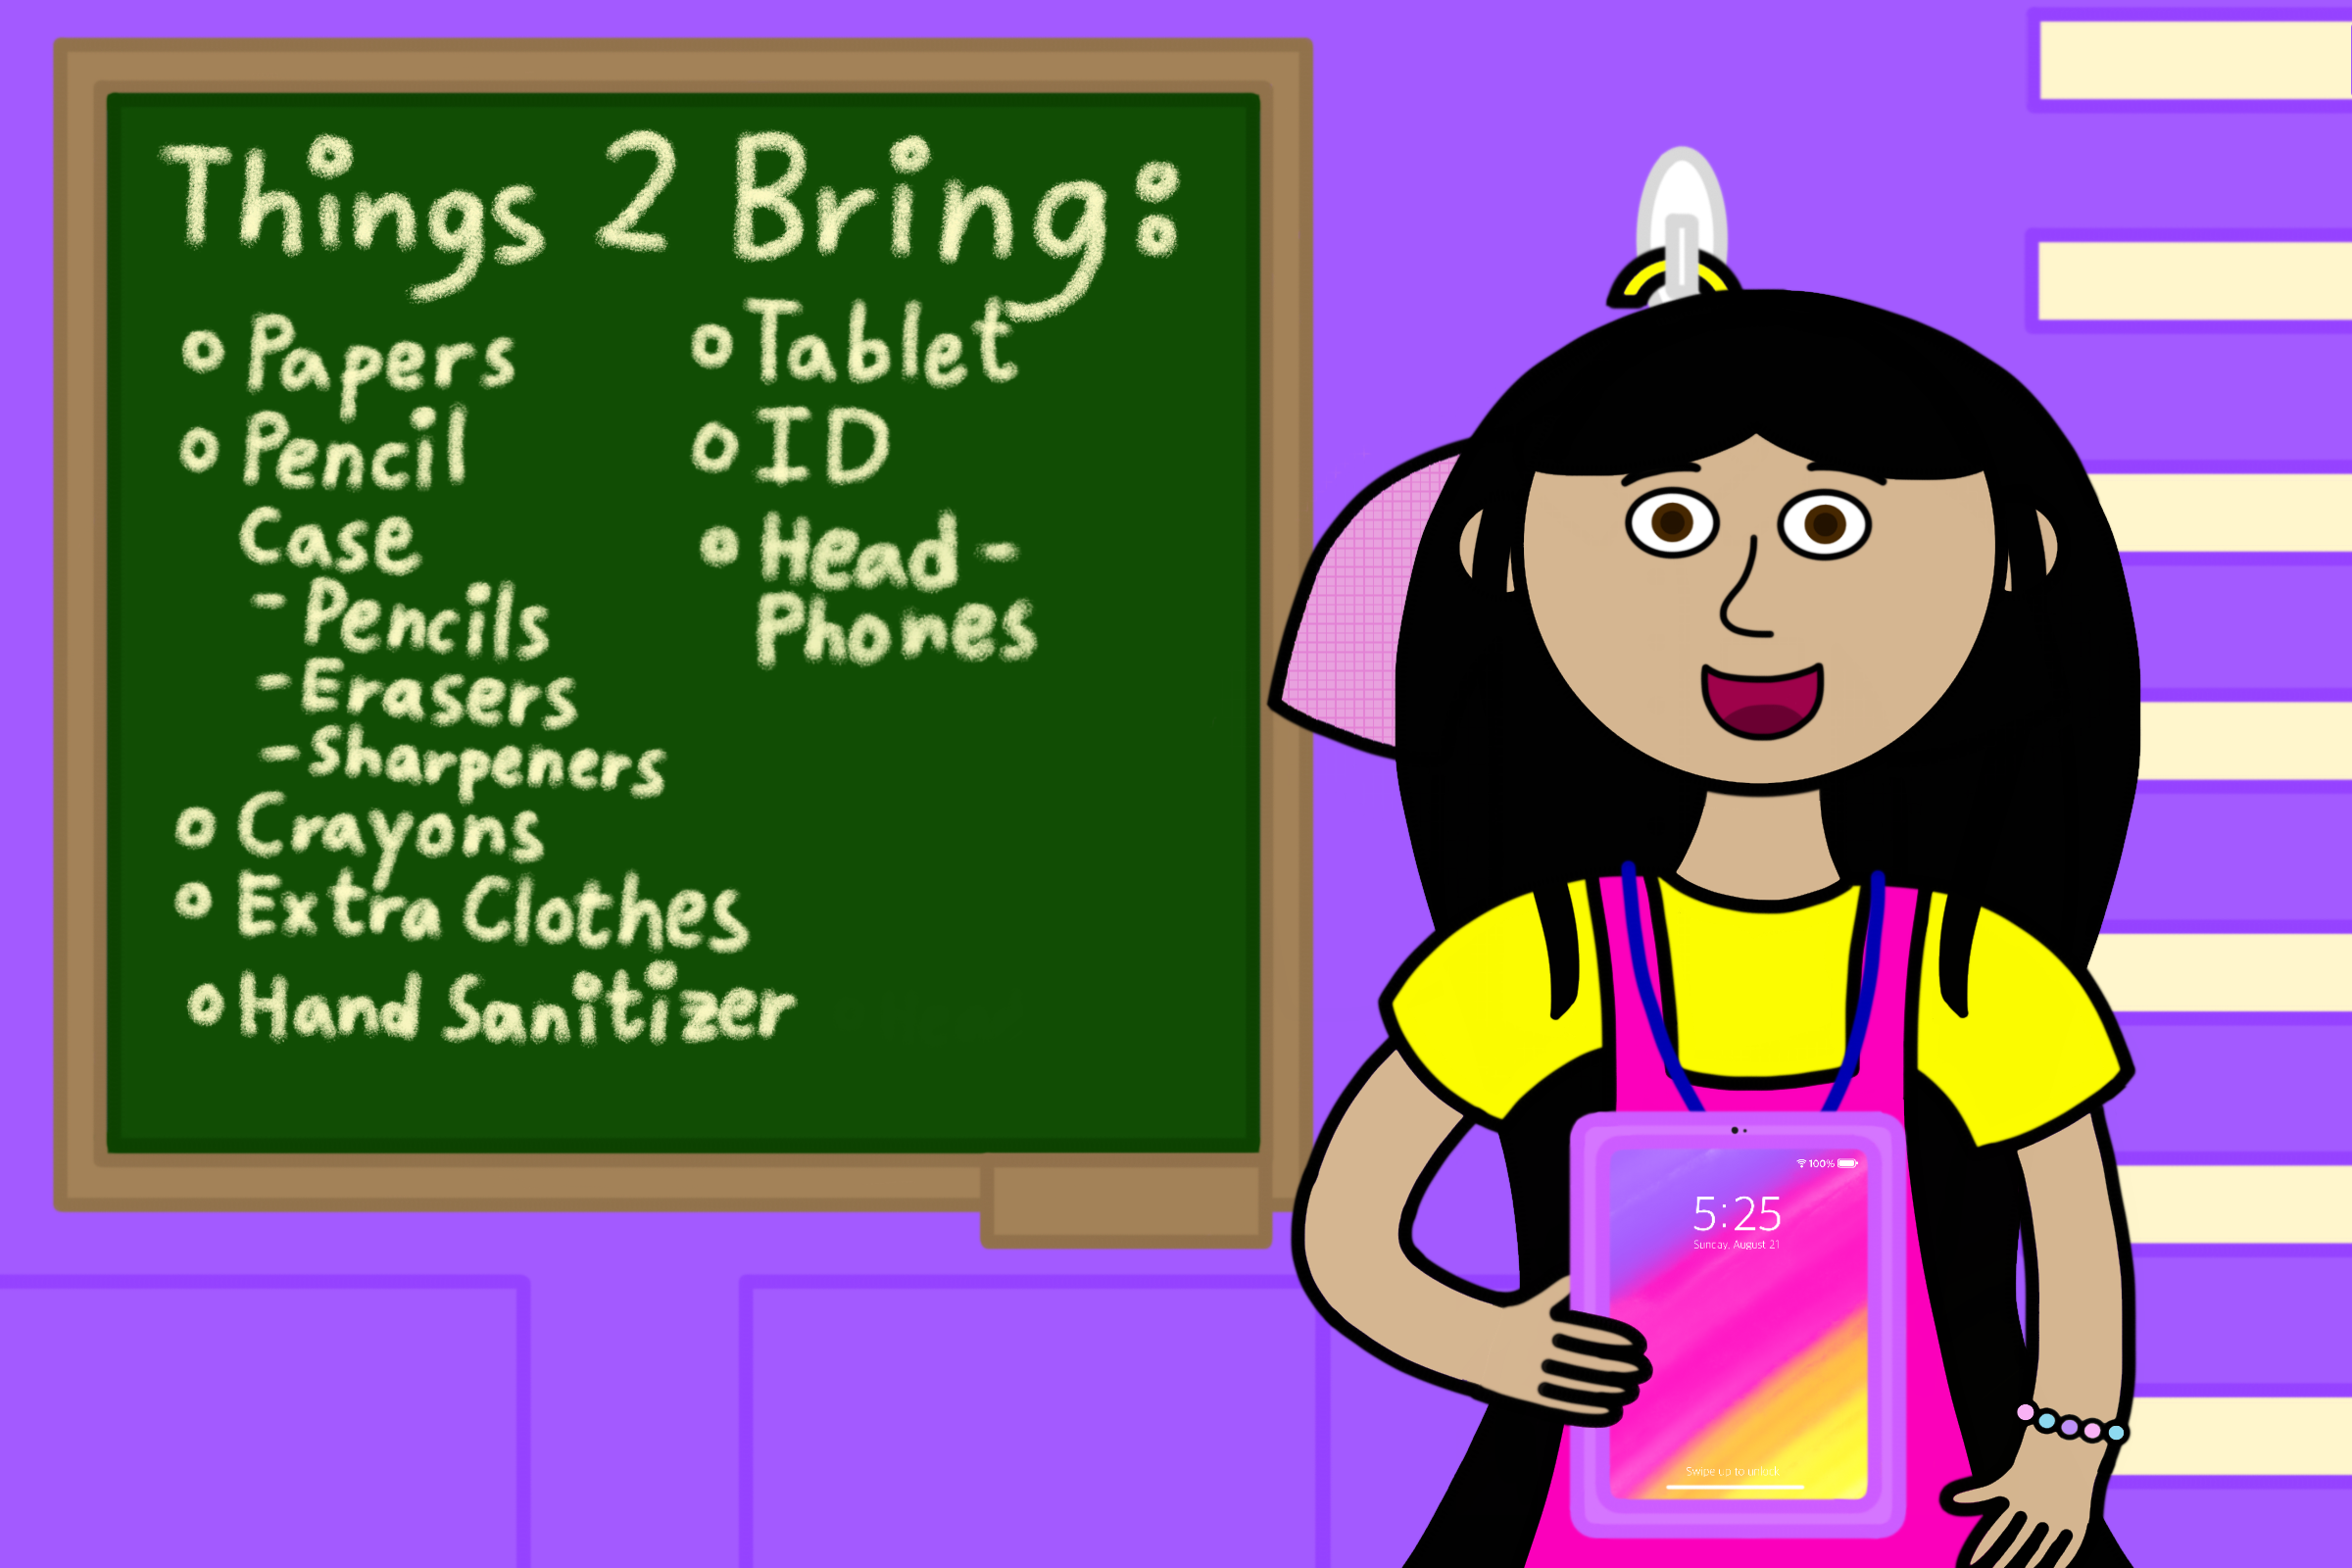 Things 2 Bring:
Papers
Pencil
Case
- Pencils
- Erasers
- Sharpeners
Crayons
Extra Clothes
Hand Sanitizer
Tablet
ID
Head-
Phones
100%
5:25
Sunday, August 21
Swipe up to unlock